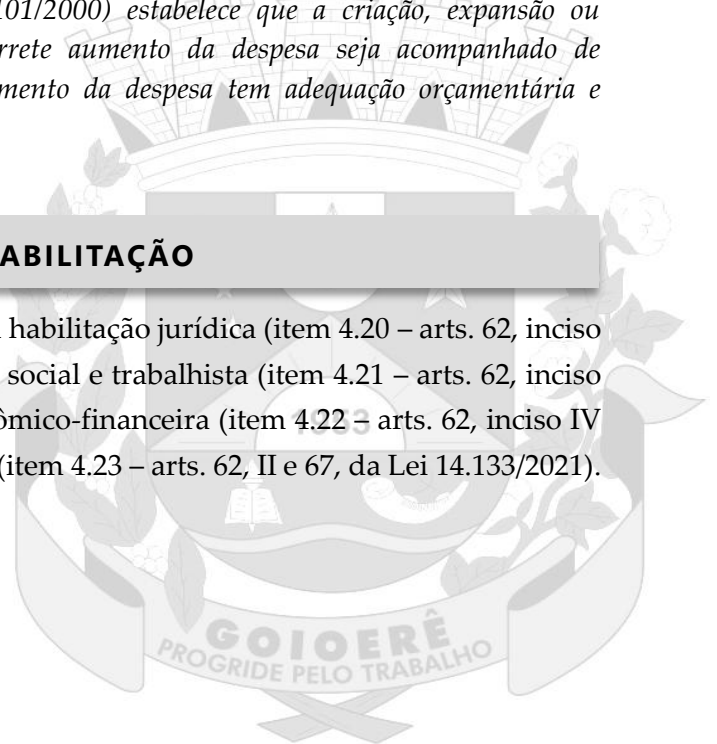 101/2000) estabelece que a criação, expansão ou
rrete aumento da despesa seja acompanhado de
mento da despesa tem adequação orçamentária e
ABILITAÇÃO
habilitação jurídica (item 4.20 – arts. 62, inciso
social e trabalhista (item 4.21 – arts. 62, inciso
ômico-financeira (item 4.22 – arts. 62, inciso IV
(item 4.23 – arts. 62, II e 67, da Lei 14.133/2021).
GOIOERÊ
PROGRIDE PELO TRABALHO